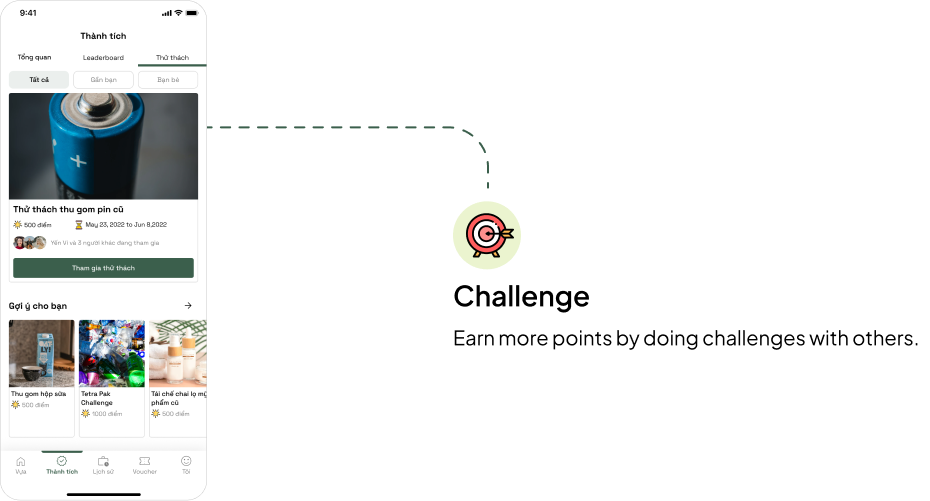 9:41
Thành tích
Tổng quan
Leaderboard
Thử thách
Tất cả
Gần bạn
Bạn bè
Thử thách thu gom pin cũ
500 điểm
May 23, 2022 to Jun 8,2022
Yến Vi và 3 người khác đang tham gia
Tham gia thử thách
Gợi ý cho bạn
Thu gom hộp sữa
500 điểm
Tetra Pak
Challenge
1000 điểm
Tái chế chai lọ mỹ
phẩm cũ
500 điểm
Vựa
Thành tích
Lịch sử
Voucher
Tôi
Challenge
Earn more points by doing challenges with others.